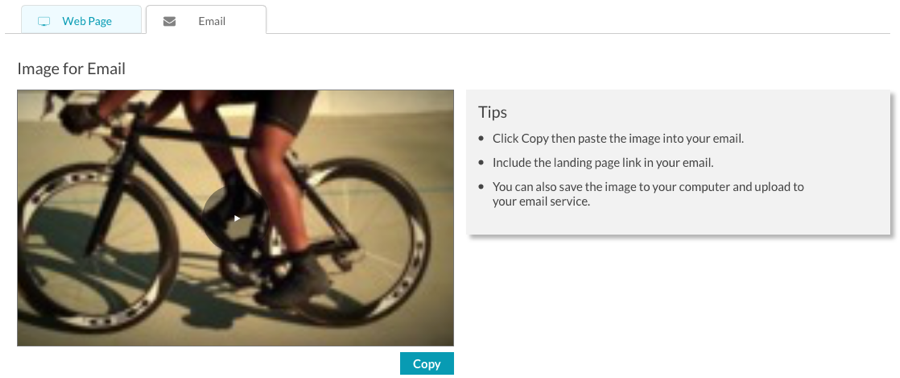 Web Page
Email
Image for Email
Tips
Click Copy then paste the image into your email.
Include the landing page link in your email.
You can also save the image to your computer and upload to
your email service.
Copy